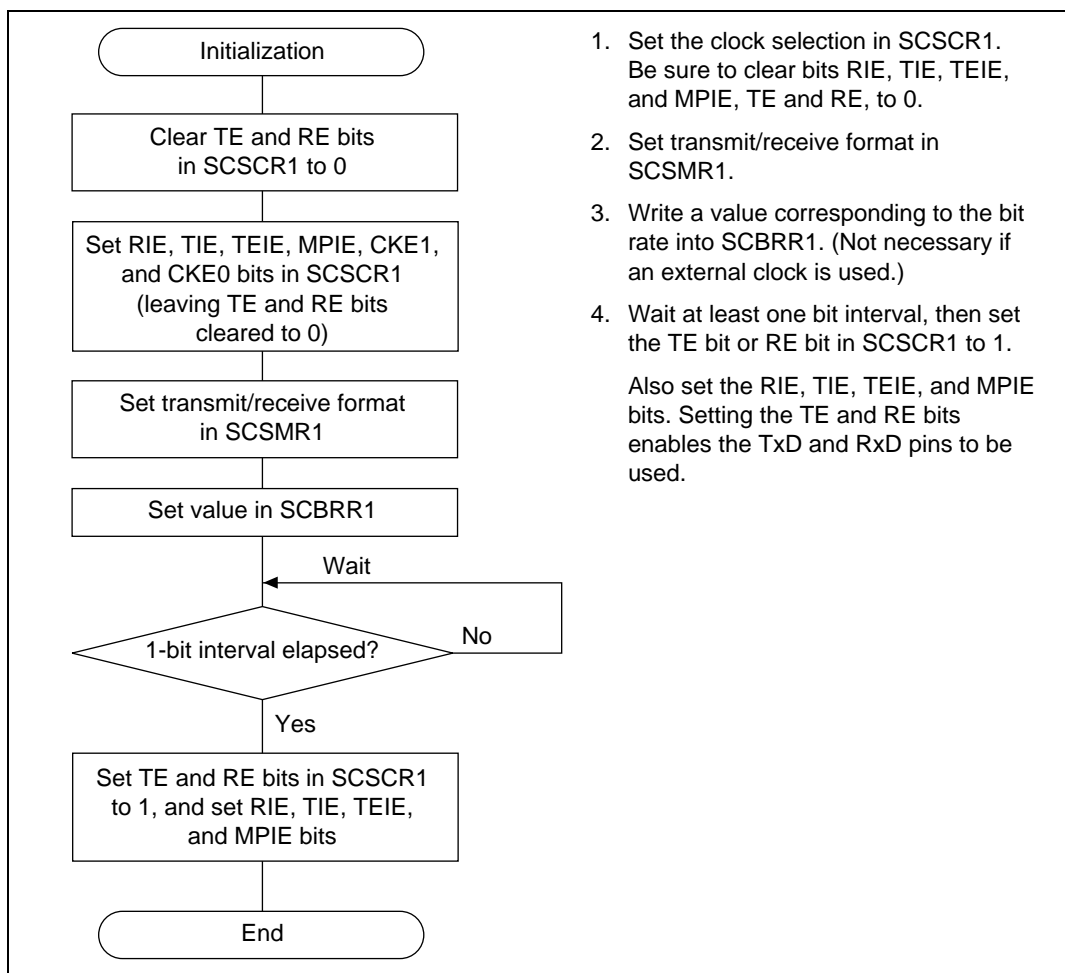 Initialization
Clear TE and RE bits
in SCSCR1 to 0
Set RIE, TIE, TEIE, MPIE, CKE1,
and CKE0 bits in SCSCR1
(leaving TE and RE bits
cleared to 0)
Set transmit/receive format
in SCSMR1
Set value in SCBRR1
Wait
1-bit interval elapsed?
No
Yes
Set TE and RE bits in SCSCR1
to 1, and set RIE, TIE, TEIE,
and MPIE bits
End
1. Set the clock selection in SCSCR1.
Be sure to clear bits RIE, TIE, TEIE,
and MPIE, TE and RE, to 0.
2. Set transmit/receive format in
SCSMR1.
3. Write a value corresponding to the bit
rate into SCBRR1. (Not necessary if
an external clock is used.)
4. Wait at least one bit interval, then set
the TE bit or RE bit in SCSCR1 to 1.
Also set the RIE, TIE, TEIE, and MPIE
bits. Setting the TE and RE bits
enables the TxD and RxD pins to be
used.